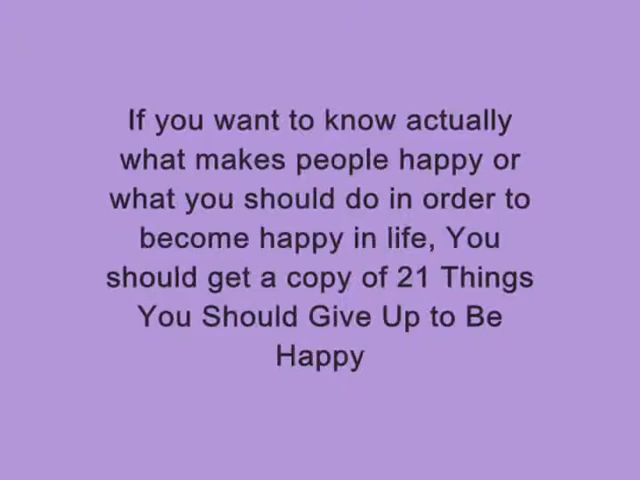 If you want to know actually
what makes people happy or
what you should do in order to
become happy in life, You
should get a copy of 21 Things
You Should Give Up to Be
Happy